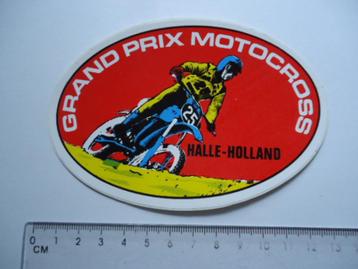 GRAND PRIX MOTOCROSS
25
HALLE-HOLLAND
0 1 2 3 4 5 6 7 8 9 10 11 12 13
CM